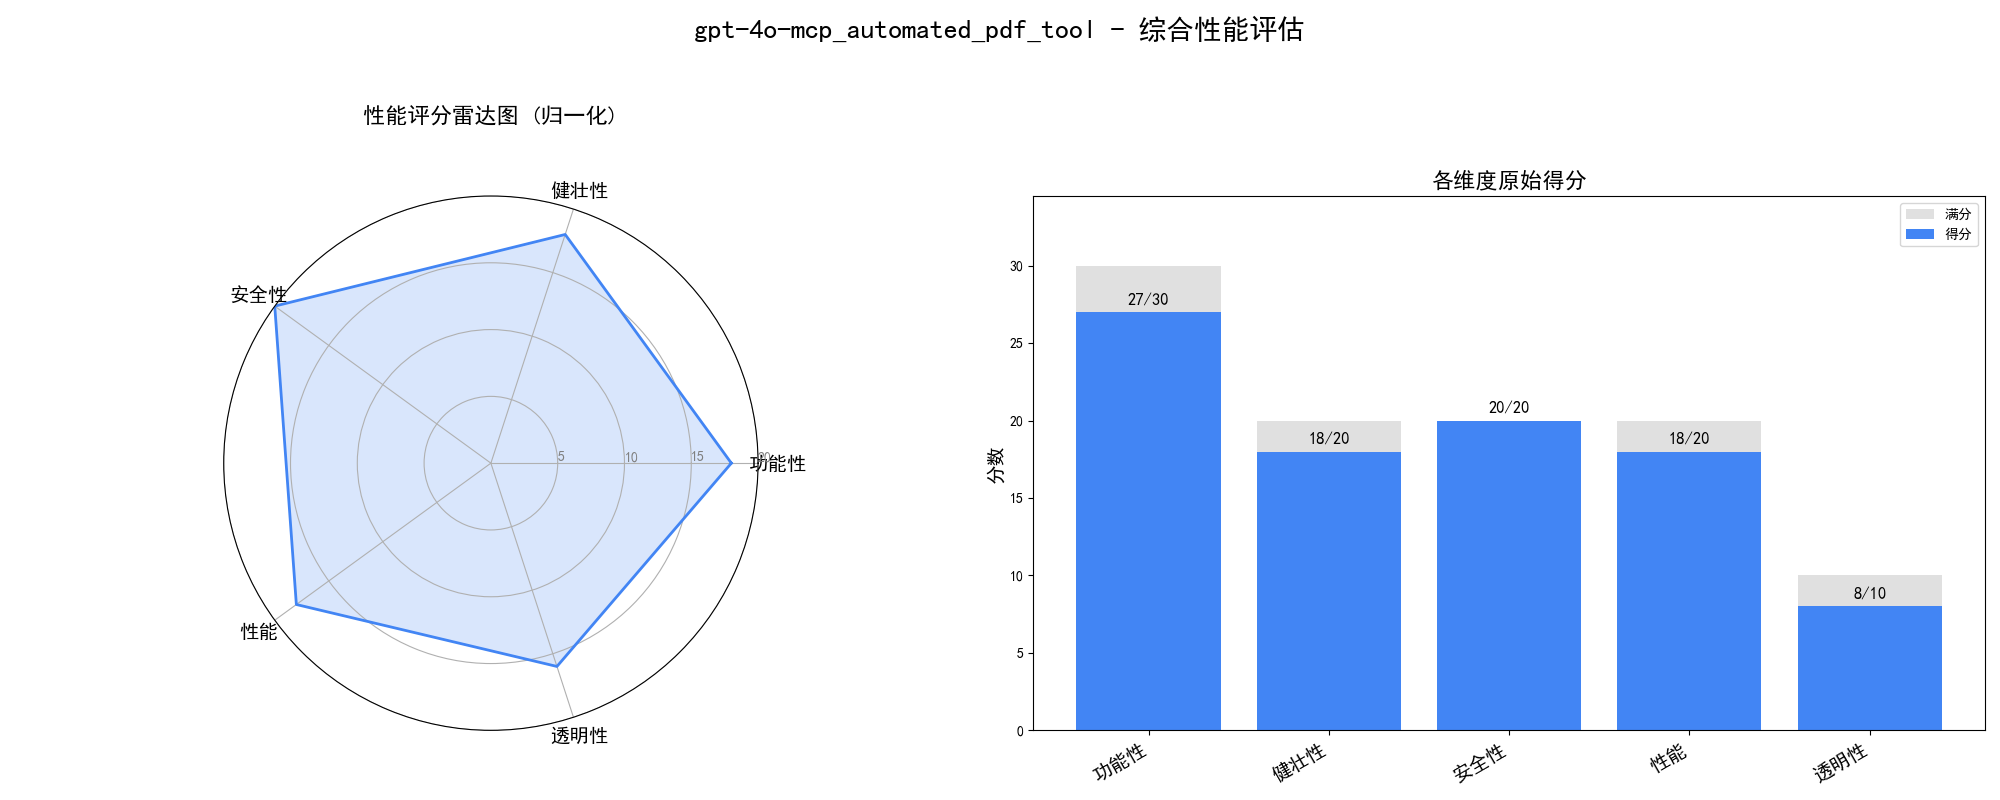 gpt-4o-mcp_automated_pdf_tool - 综合性能评估
性能评分雷达图 (归一化)
健壮性
安全性
功能性
性能
透明性
5
10
15
20
各维度原始得分
满分
得分
分数
30
25
20
15
10
5
0
27/30
18/20
20/20
18/20
8/10
功能性
健壮性
安全性
性能
透明性